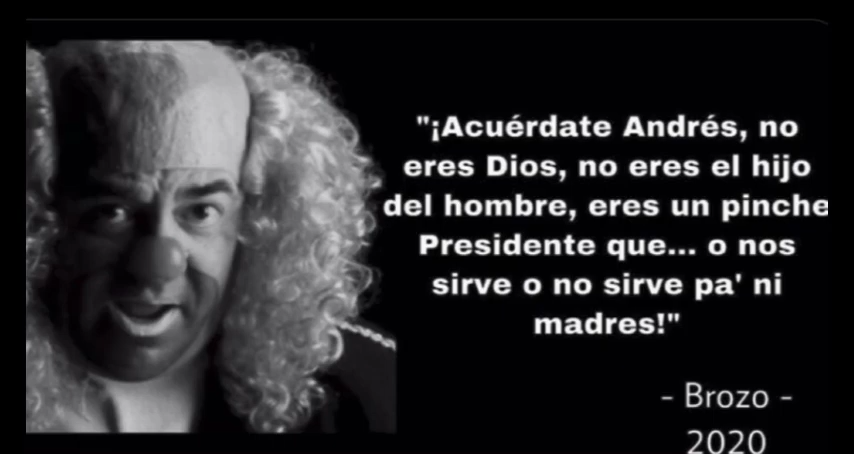 "¡Acuérdate Andrés, no
eres Dios, no eres el hijo
del hombre, eres un pinche
Presidente que... o nos
sirve o no sirve pa' ni
madres!"
- Brozo -
2020